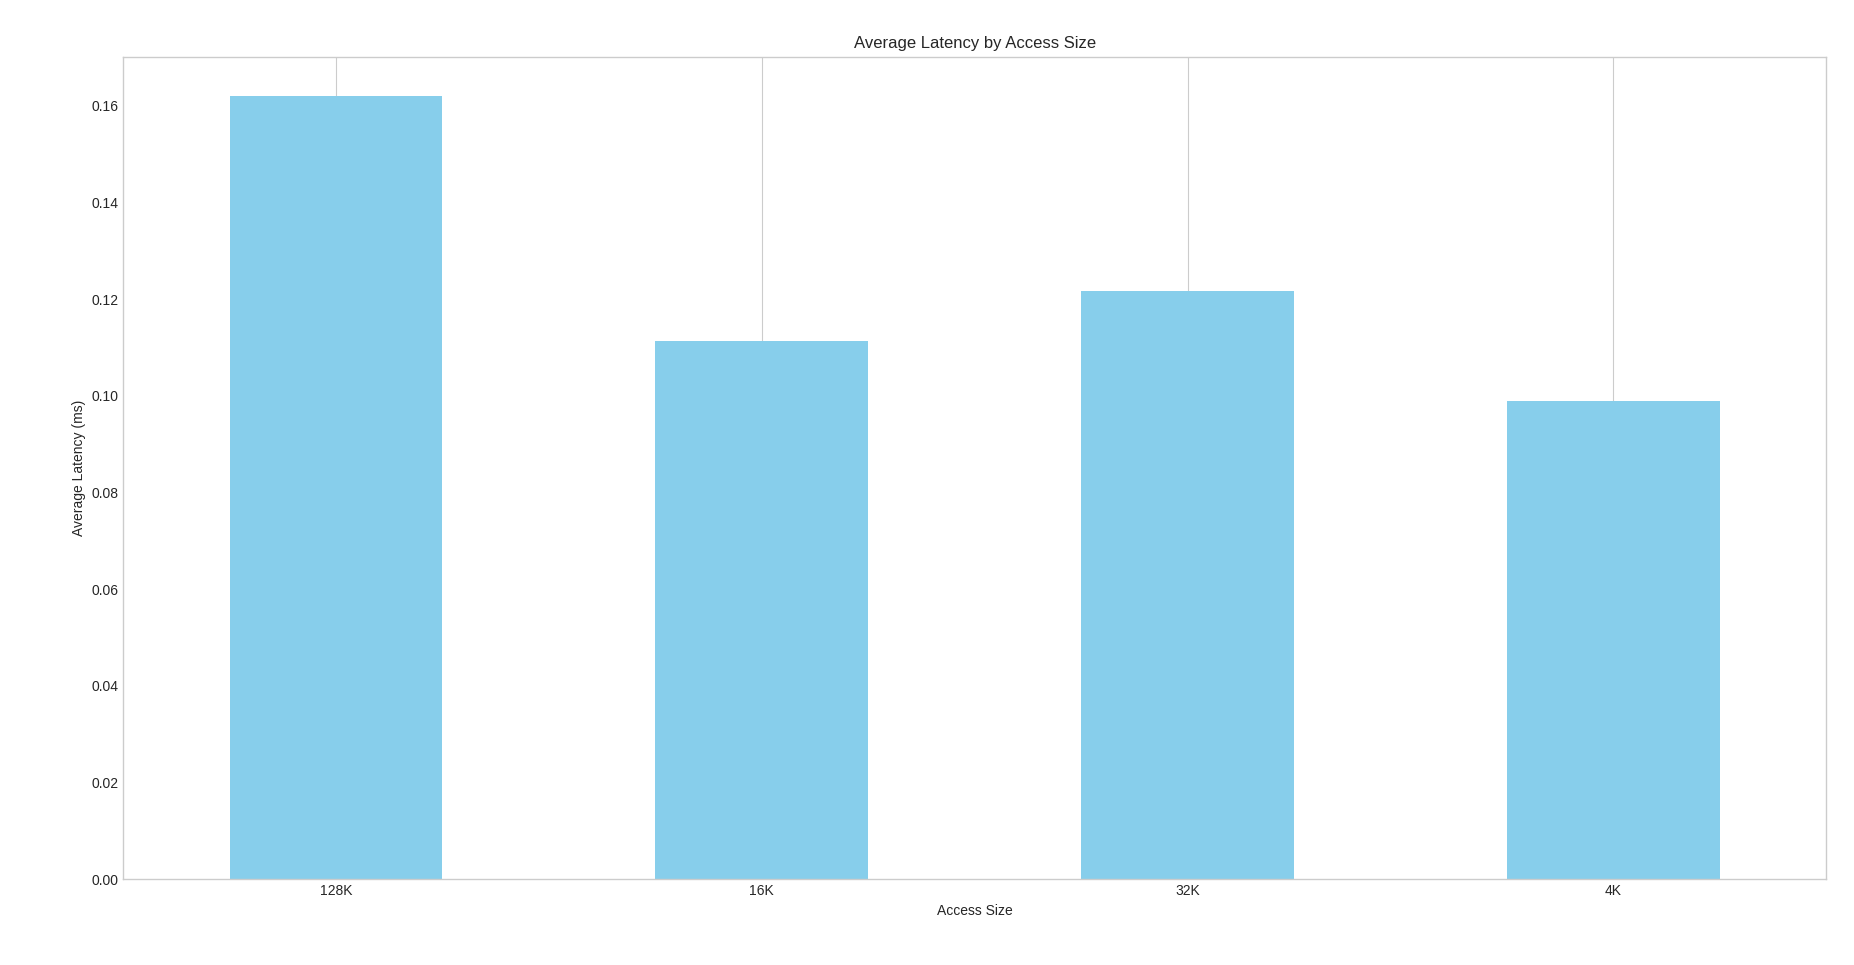 Average Latency by Access Size
0.16
0.14
0.12
0.10
0.08
0.06
0.04
0.02
0.00
Average Latency (ms)
128K
16K
32K
4K
Access Size